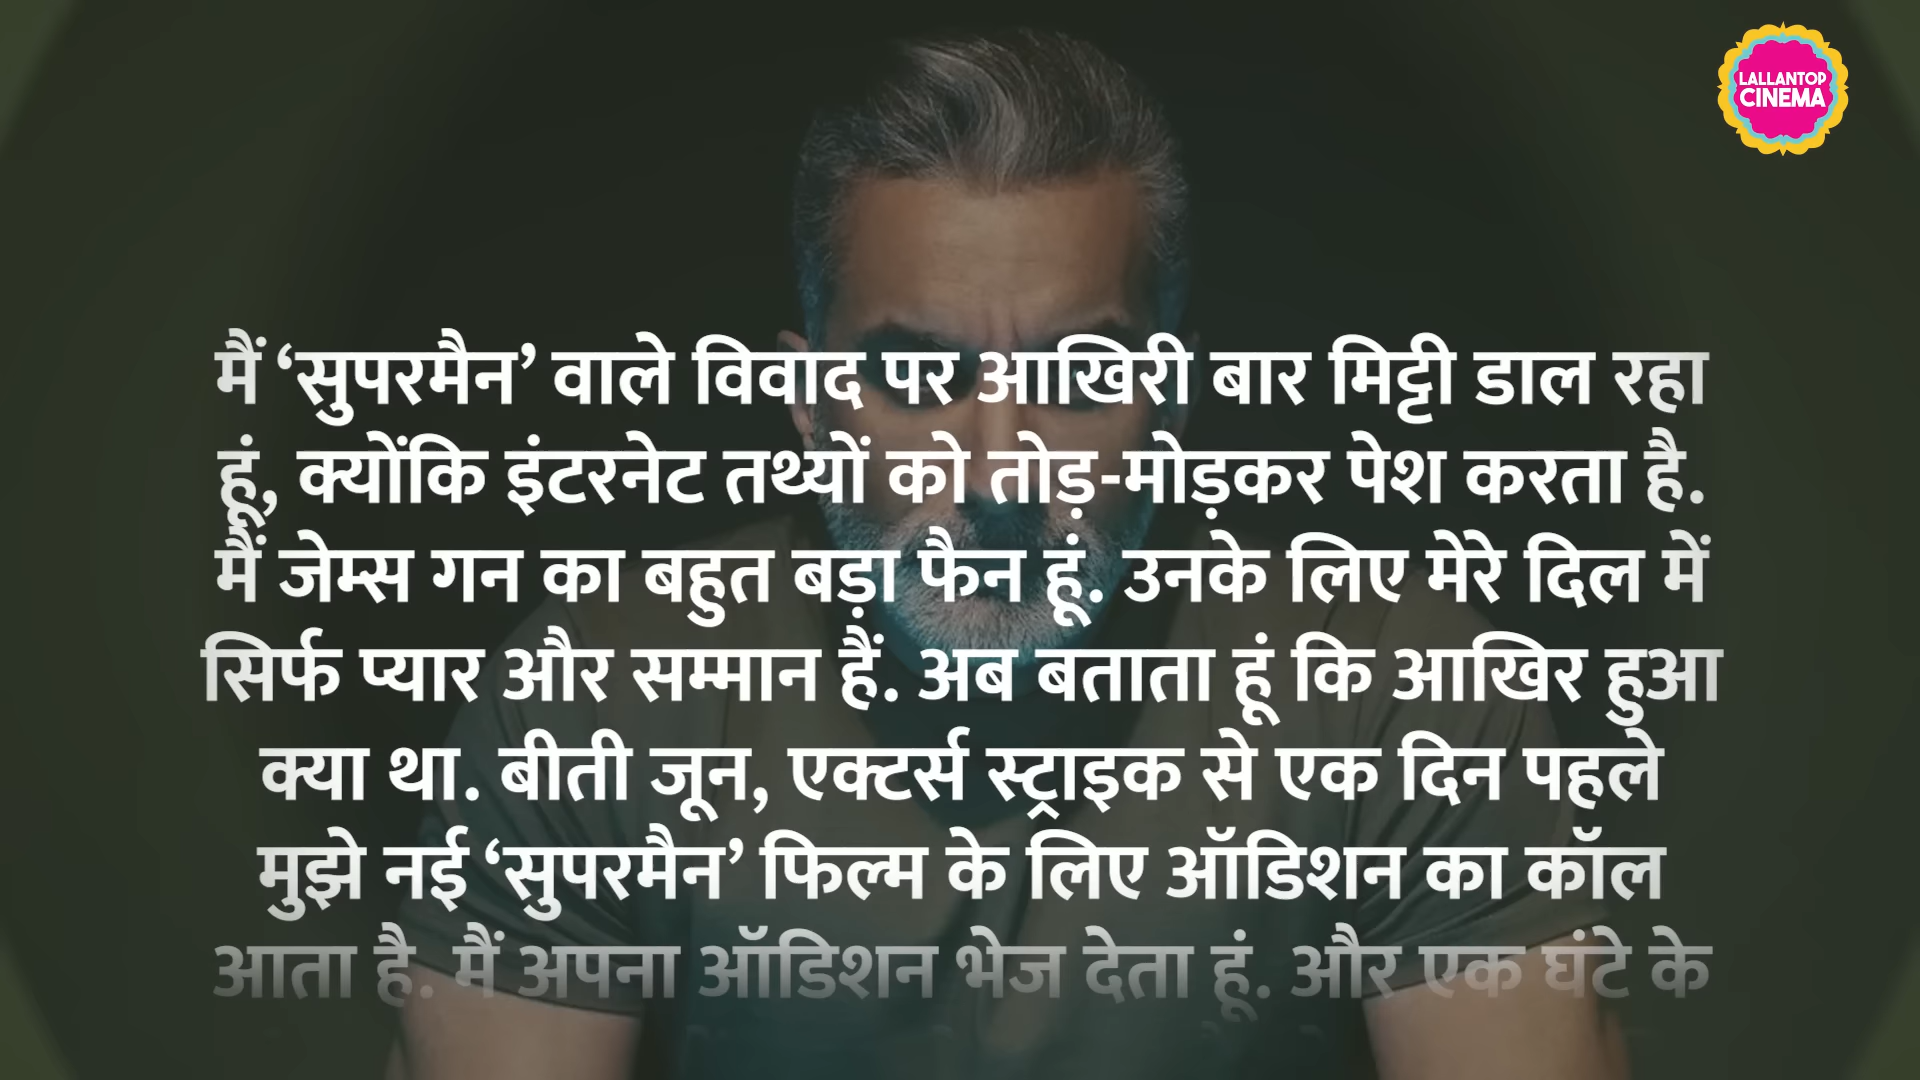 LALLANTOP
CINEMA
मैं ‘सुपरमैन’ वाले विवाद पर आखिरी बार मिट्टी डाल रहा
हूं, क्योंकि इंटरनेट तथ्यों को तोड़-मोड़कर पेश करता है.
मैं जेम्स गन का बहुत बड़ा फैन हूं. उनके लिए मेरे दिल में
सिर्फ प्यार और सम्मान हैं. अब बताता हूं कि आखिर हुआ
क्या था. बीती जून, एक्टर्स स्ट्राइक से एक दिन पहले
मुझे नई ‘सुपरमैन’ फिल्म के लिए ऑडिशन का कॉल
आता है. मैं अपना ऑडिशन भेज देता हूं. और एक घंटे के